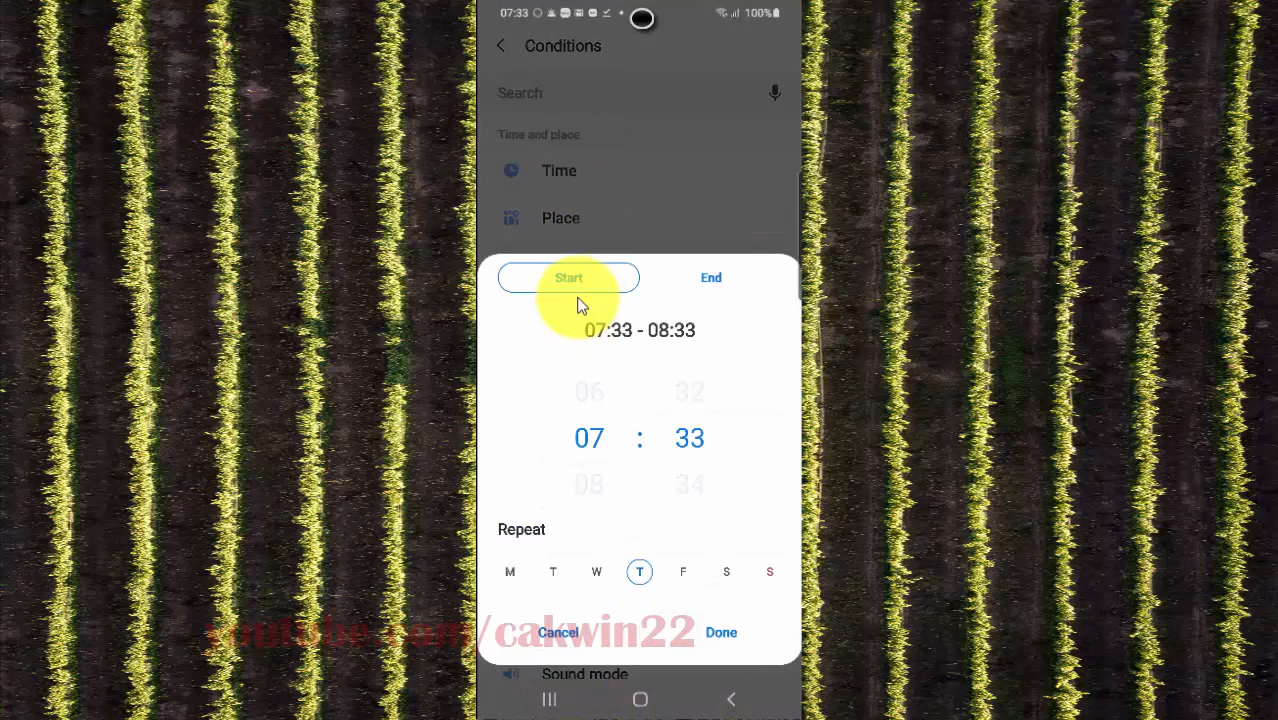 07:33 100%
Conditions
Search
Time and place
Time
Place
Start End
07:33 - 08:33
06 32
07 : 33
08 34
Repeat
M T W T F S S
youtube.com/cakwin22
Cancel Done
Sound mode